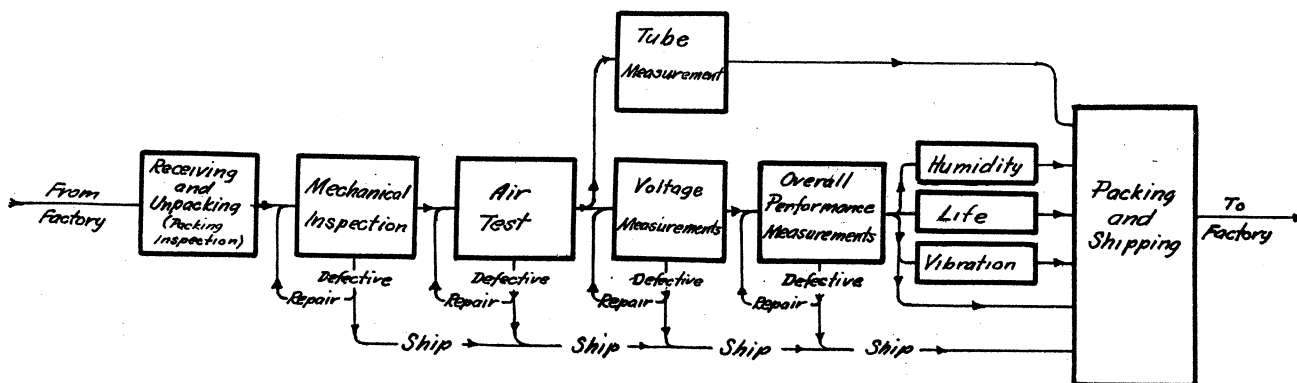 Tube
Measurement
From
Factory
Receiving
and
Unpacking
(Packing
Inspection)
Mechanical
Inspection
Air
Test
Voltage
Measurements
Overall
Performance
Measurements
Humidity
Life
Vibration
Packing
and
Shipping
To
Factory
Defective
Repair
Defective
Repair
Defective
Repair
Defective
Repair
Ship
Ship
Ship
Ship